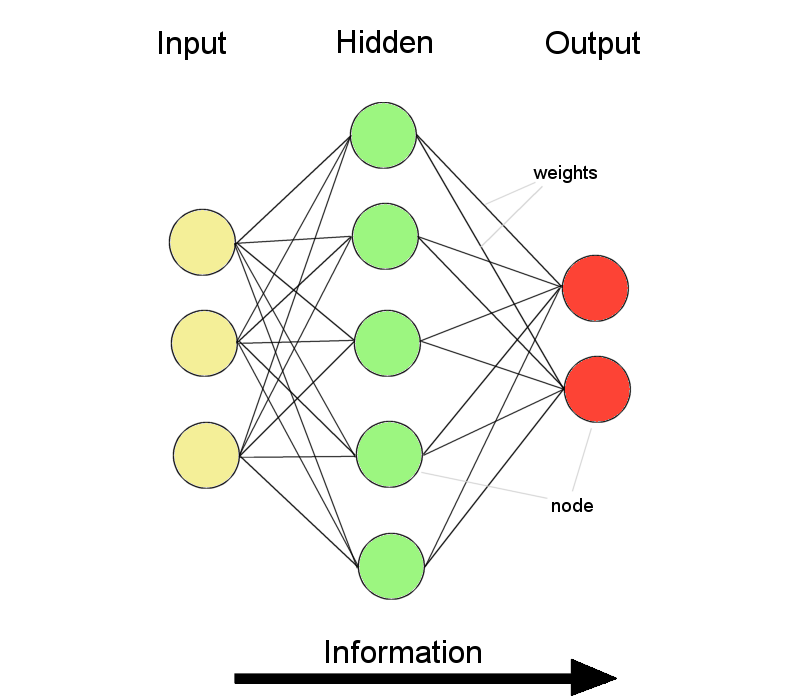 Input
Hidden
Output
weights
node
Information